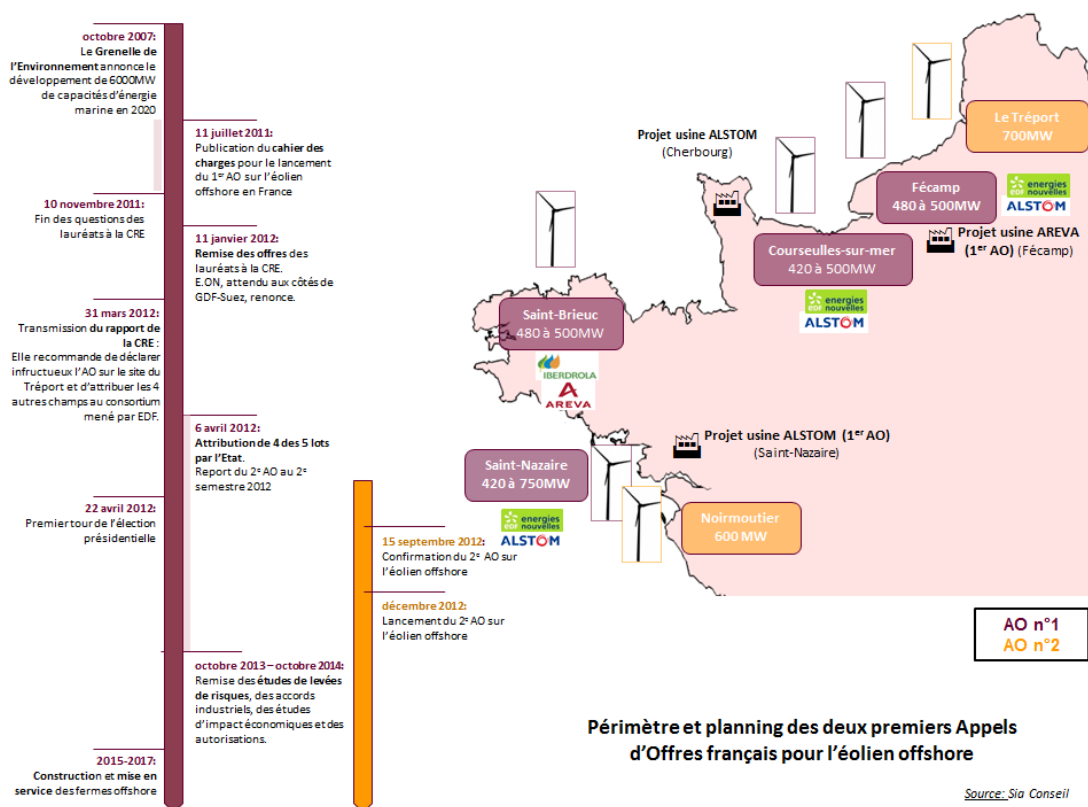 octobre 2007:
Le Grenelle de
l'Environnement annonce le
développement de 6000MW
de capacités d'énergie
marine en 2020
11 juillet 2011:
Publication du cahier des
charges pour le lancement
du 1er AO sur l'éolien
offshore en France
10 novembre 2011:
Fin des questions des
lauréats à la CRE
11 janvier 2012:
Remise des offres des
lauréats à la CRE.
E.ON, attendu aux côtés de
GDF-Suez, renonce.
31 mars 2012:
Transmission du rapport de
la CRE :
Elle recommande de déclarer
infructueux l'AO sur le site du
Tréport et d'attribuer les 4
autres champs au consortium
mené par EDF.
6 avril 2012:
Attribution de 4 des 5 lots
par l'Etat.
Report du 2e AO au 2e
semestre 2012
22 avril 2012:
Premier tour de l'élection
présidentielle
15 septembre 2012:
Confirmation du 2e AO sur
l'éolien offshore
décembre 2012:
Lancement du 2e AO sur
l'éolien offshore
octobre 2013 – octobre 2014:
Remise des études de levées
de risques, des accords
industriels, des études
d'impact économiques et des
autorisations.
2015-2017:
Construction et mise en
service des fermes offshore
Le Tréport
700MW
Projet usine ALSTOM
(Cherbourg)
Fécamp
480 à 500MW
eDF énergies
nouvelles
ALSTOM
Projet usine AREVA
(1er AO) (Fécamp)
Courseulles-sur-mer
420 à 500MW
eDF énergies
nouvelles
ALSTOM
Saint-Brieuc
480 à 500MW
IBERDROLA
AREVA
Projet usine ALSTOM (1er AO)
(Saint-Nazaire)
Saint-Nazaire
420 à 750MW
eDF énergies
nouvelles
ALSTOM
Noirmoutier
600 MW
AO n°1
AO n°2
Périmètre et planning des deux premiers Appels
d'Offres français pour l'éolien offshore
Source: Sia Conseil